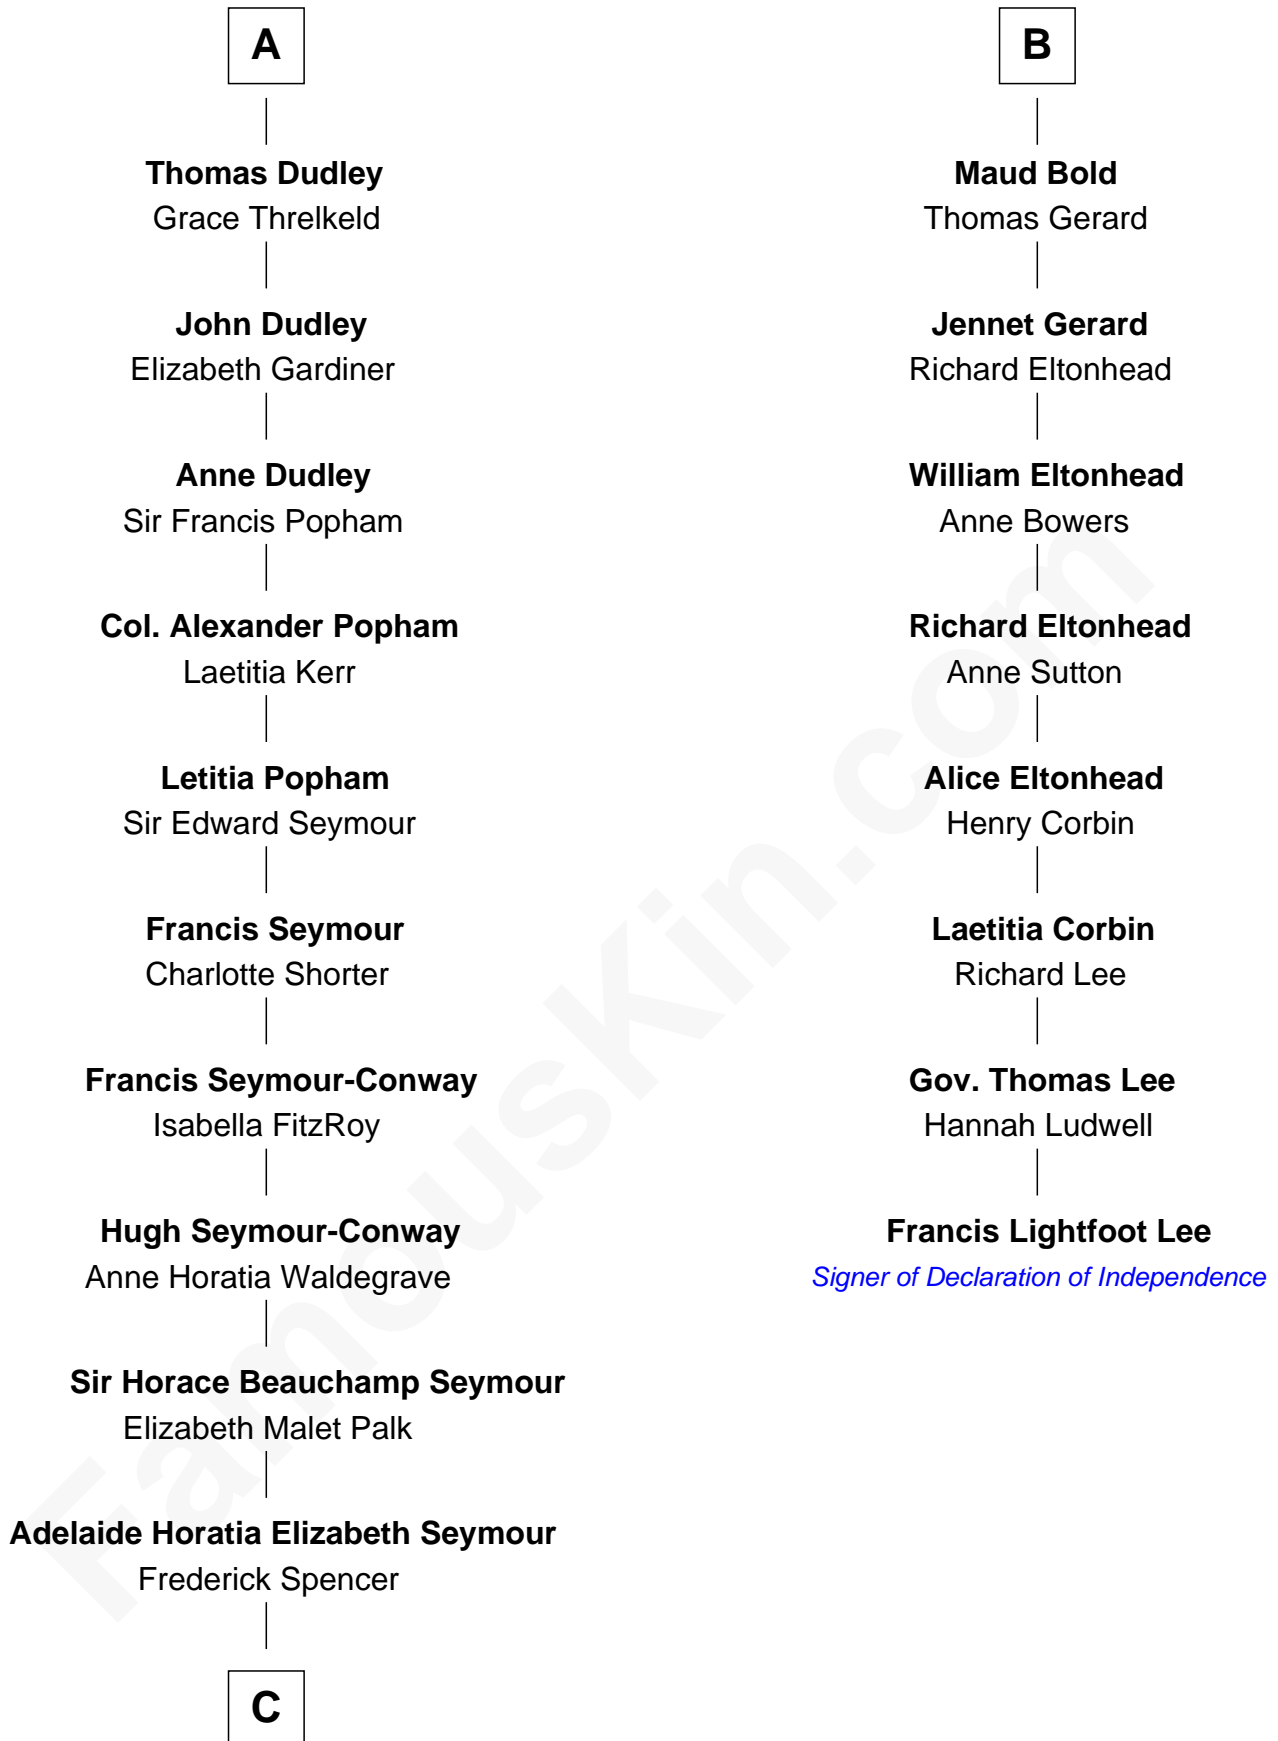 A
Thomas Dudley
Grace Threlkeld
John Dudley
Elizabeth Gardiner
Anne Dudley
Sir Francis Popham
Col. Alexander Popham
Laetitia Kerr
Letitia Popham
Sir Edward Seymour
Francis Seymour
Charlotte Shorter
Francis Seymour-Conway
Isabella FitzRoy
Hugh Seymour-Conway
Anne Horatia Waldegrave
Sir Horace Beauchamp Seymour
Elizabeth Malet Palk
Adelaide Horatia Elizabeth Seymour
Frederick Spencer
C
B
Maud Bold
Thomas Gerard
Jennet Gerard
Richard Eltonhead
William Eltonhead
Anne Bowers
Richard Eltonhead
Anne Sutton
Alice Eltonhead
Henry Corbin
Laetitia Corbin
Richard Lee
Gov. Thomas Lee
Hannah Ludwell
Francis Lightfoot Lee
Signer of Declaration of Independence
FamousKin.com